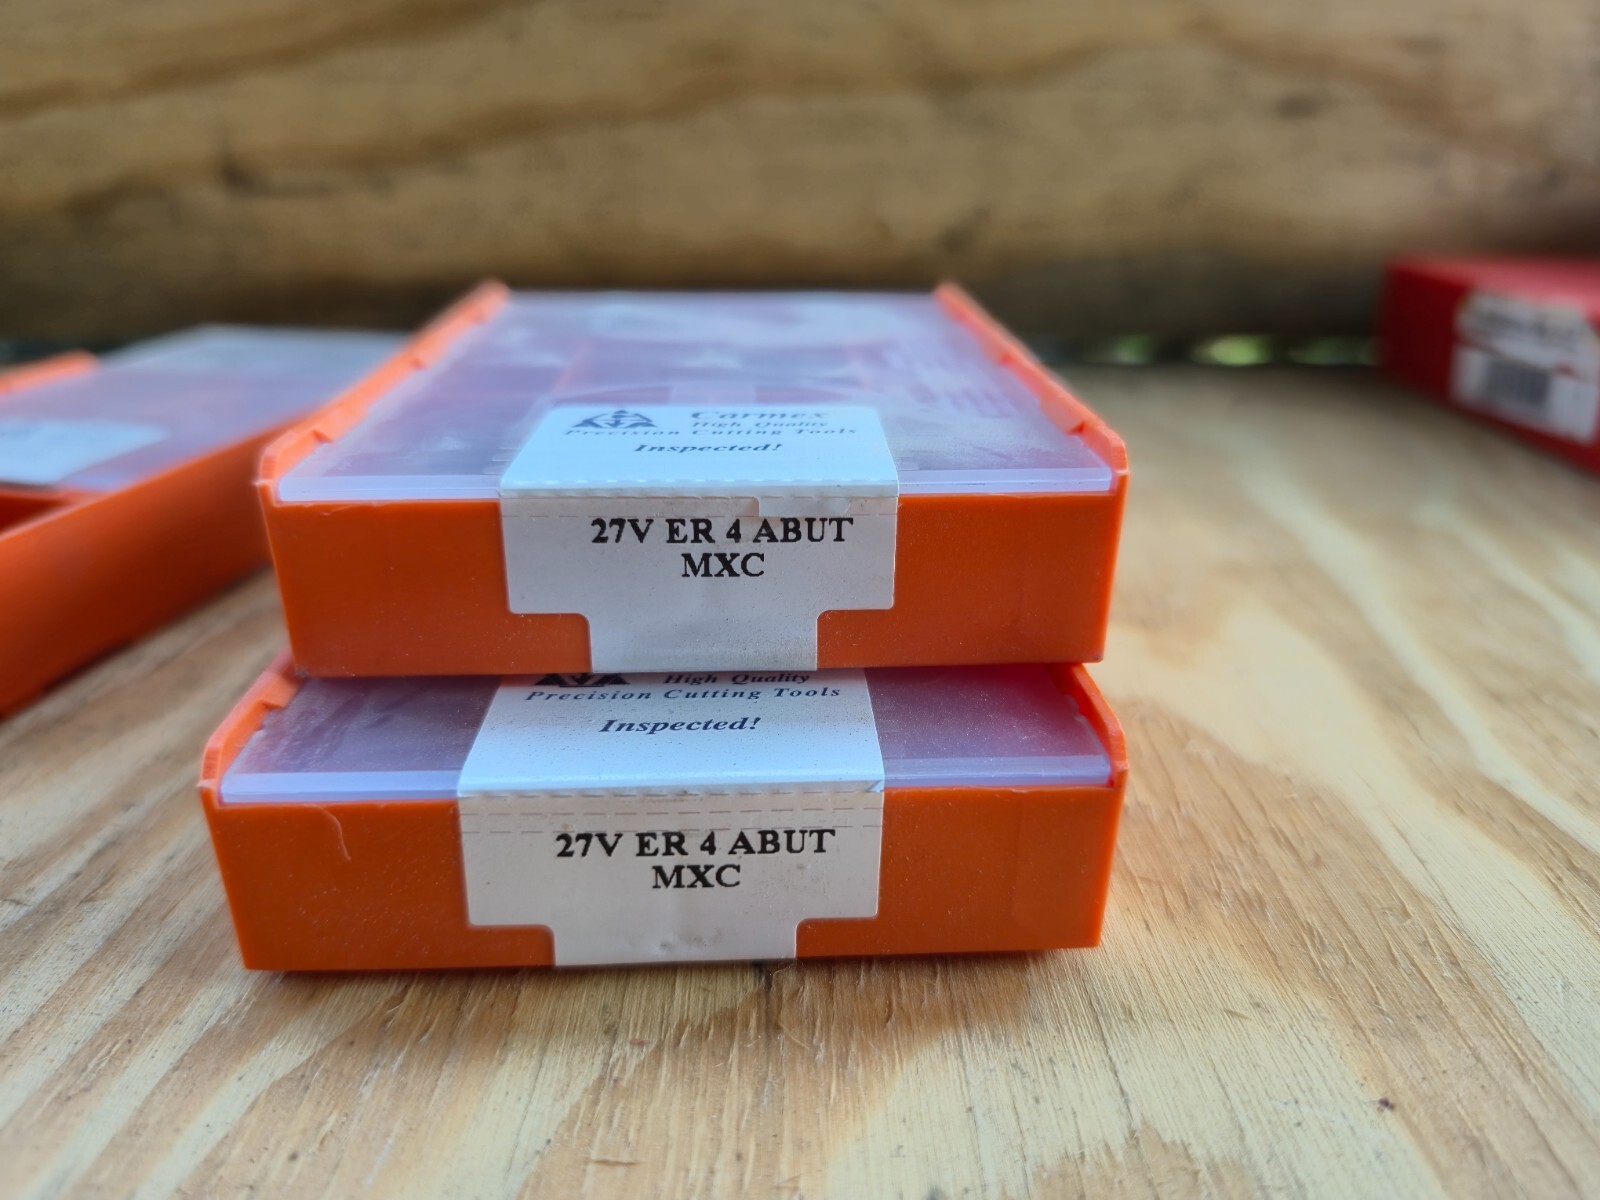 Carmex
High Quality
Precision Cutting Tools
Inspected!
27V ER 4 ABUT
MXC
High Quality
Precision Cutting Tools
Inspected!
27V ER 4 ABUT
MXC